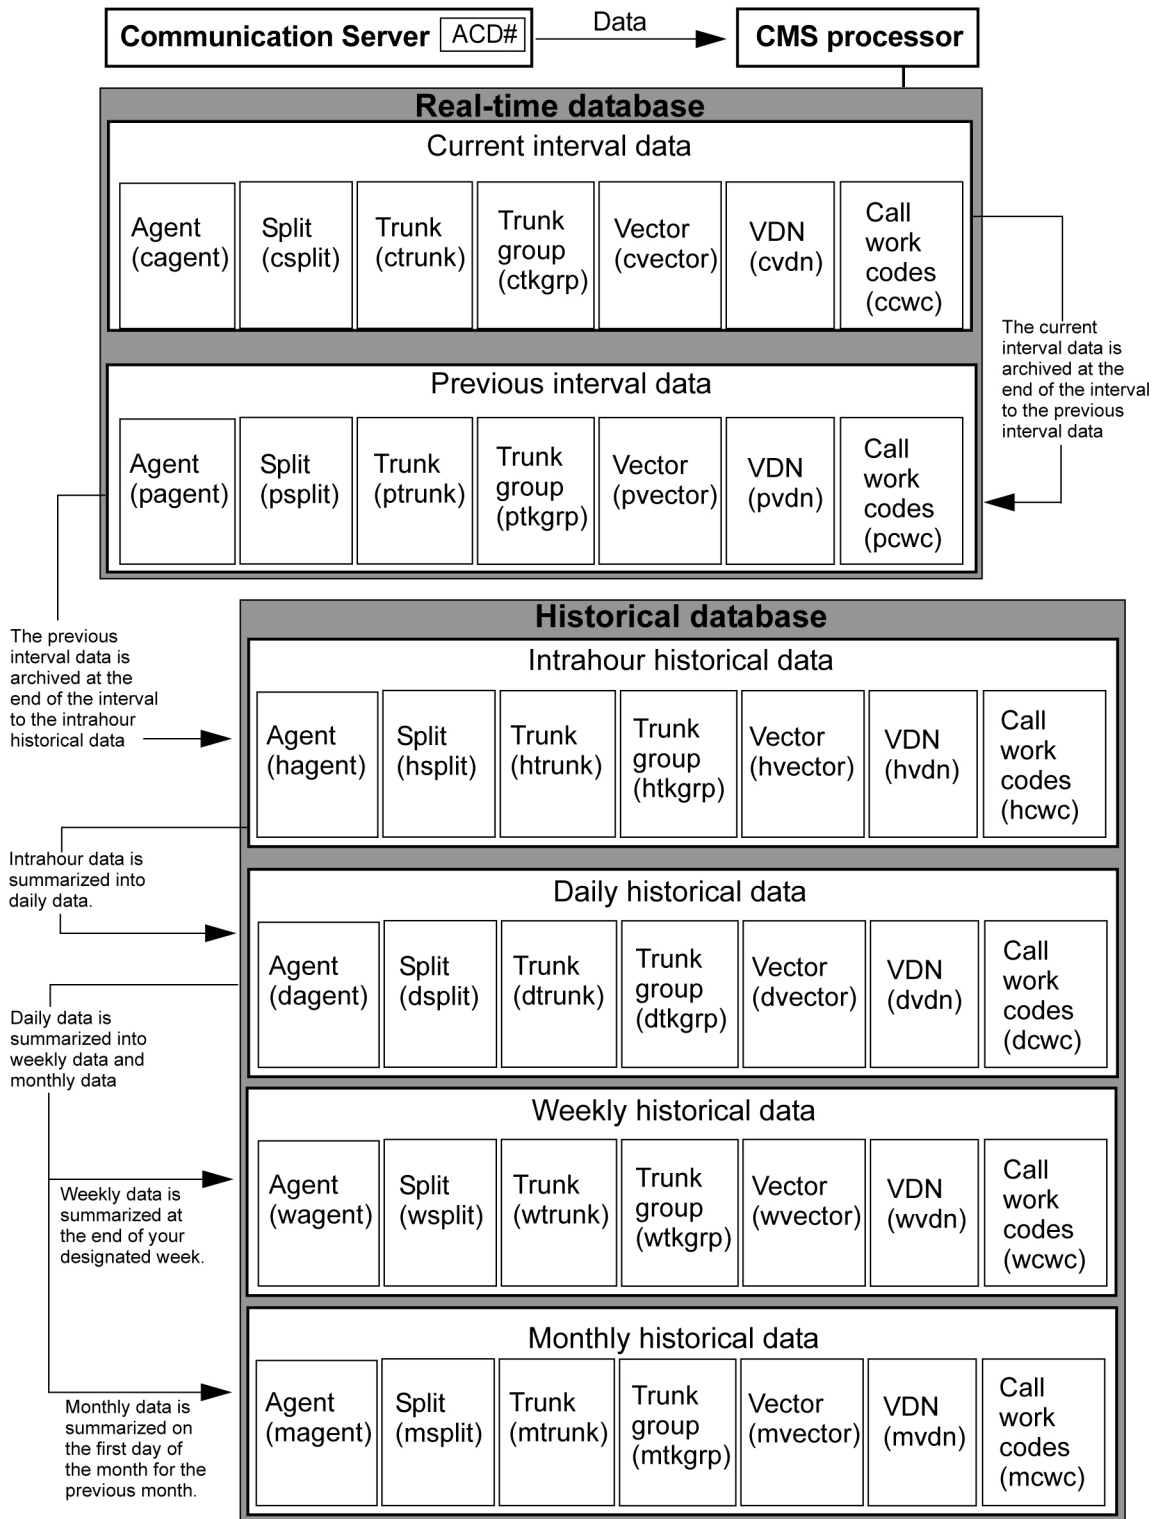 Communication Server ACD#
Data
CMS processor
Real-time database
Current interval data
Agent
(cagent)
Split
(csplit)
Trunk
(ctrunk)
Trunk
group
(ctkgrp)
Vector
(cvector)
VDN
(cvdn)
Call
work
codes
(ccwc)
The current
interval data is
archived at the
end of the interval
to the previous
interval data
Previous interval data
Agent
(pagent)
Split
(psplit)
Trunk
(ptrunk)
Trunk
group
(ptkgrp)
Vector
(pvector)
VDN
(pvdn)
Call
work
codes
(pcwc)
The previous
interval data is
archived at the
end of the interval
to the intrahour
historical data
Historical database
Intrahour historical data
Agent
(hagent)
Split
(hsplit)
Trunk
(htrunk)
Trunk
group
(htkgrp)
Vector
(hvector)
VDN
(hvdn)
Call
work
codes
(hcwc)
Intrahour data is
summarized into
daily data.
Daily historical data
Agent
(dagent)
Split
(dsplit)
Trunk
(dtrunk)
Trunk
group
(dtkgrp)
Vector
(dvector)
VDN
(dvdn)
Call
work
codes
(dcwc)
Daily data is
summarized into
weekly data and
monthly data
Weekly historical data
Agent
(wagent)
Split
(wsplit)
Trunk
(wtrunk)
Trunk
group
(wtkgrp)
Vector
(wvector)
VDN
(wvdn)
Call
work
codes
(wcwc)
Weekly data is
summarized at
the end of your
designated week.
Monthly historical data
Agent
(magent)
Split
(msplit)
Trunk
(mtrunk)
Trunk
group
(mtkgrp)
Vector
(mvector)
VDN
(mvdn)
Call
work
codes
(mcwc)
Monthly data is
summarized on
the first day of
the month for the
previous month.